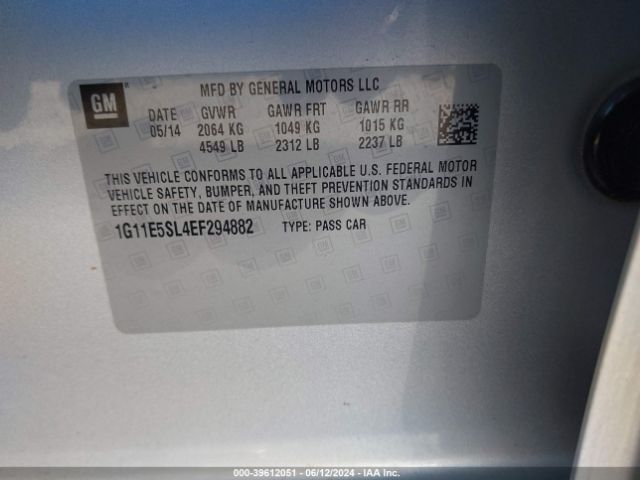 GM
MFD BY GENERAL MOTORS LLC
DATE GVWR GAWR FRT GAWR RR
05/14 2064 KG 1049 KG 1015 KG
4549 LB 2312 LB 2237 LB
THIS VEHICLE CONFORMS TO ALL APPLICABLE U.S. FEDERAL MOTOR
VEHICLE SAFETY, BUMPER, AND THEFT PREVENTION STANDARDS IN
EFFECT ON THE DATE OF MANUFACTURE SHOWN ABOVE.
1G11E5SL4EF294882 TYPE: PASS CAR
000-39612051 - 06/12/2024 - IAA Inc.